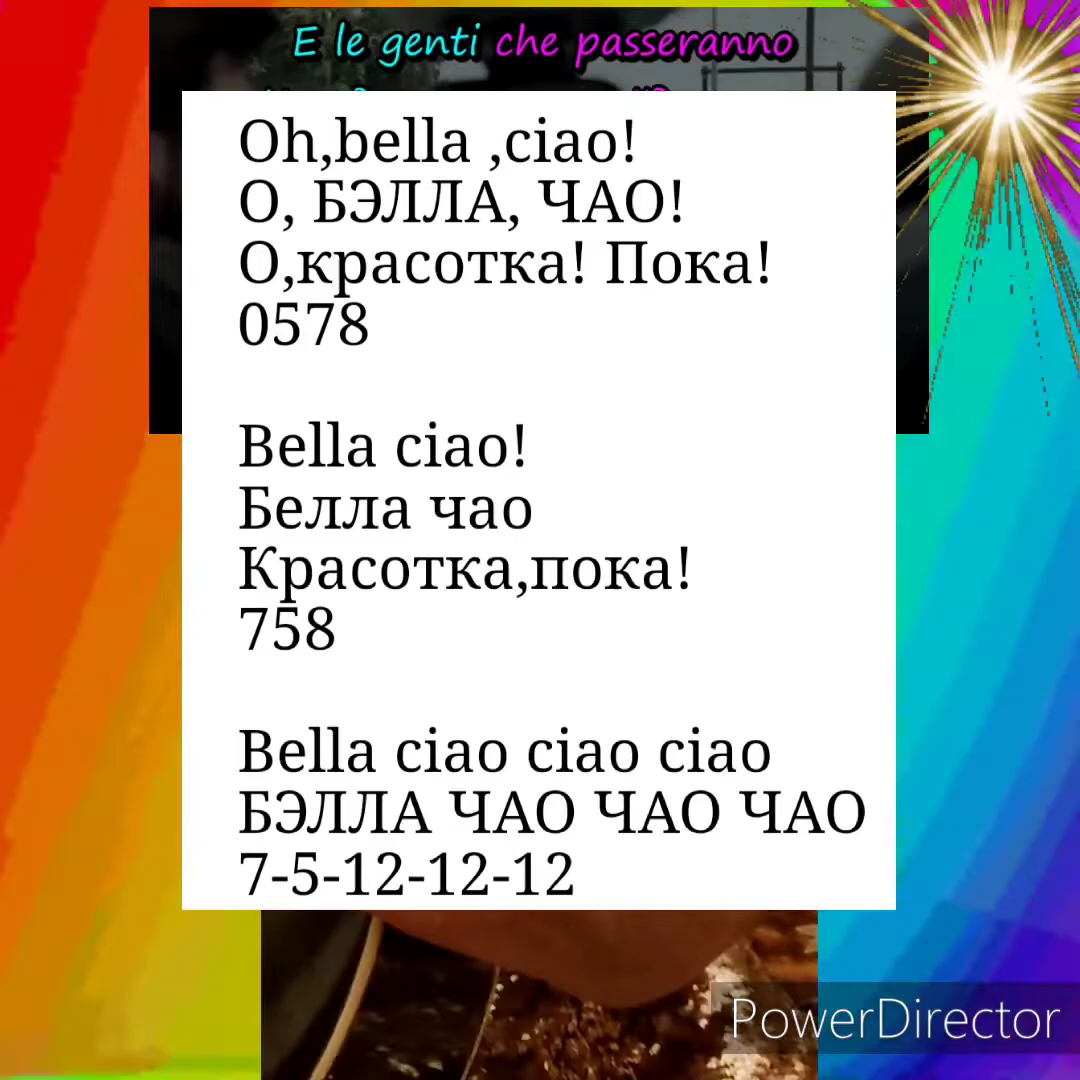 E le genti che passeranno
Oh,bella ,ciao!
О, БЭЛЛА, ЧАО!
О,красотка! Пока!
0578
Bella ciao!
Белла чао
Красотка,пока!
758
Bella ciao ciao ciao
БЭЛЛА ЧАО ЧАО ЧАО
7-5-12-12-12
PowerDirector